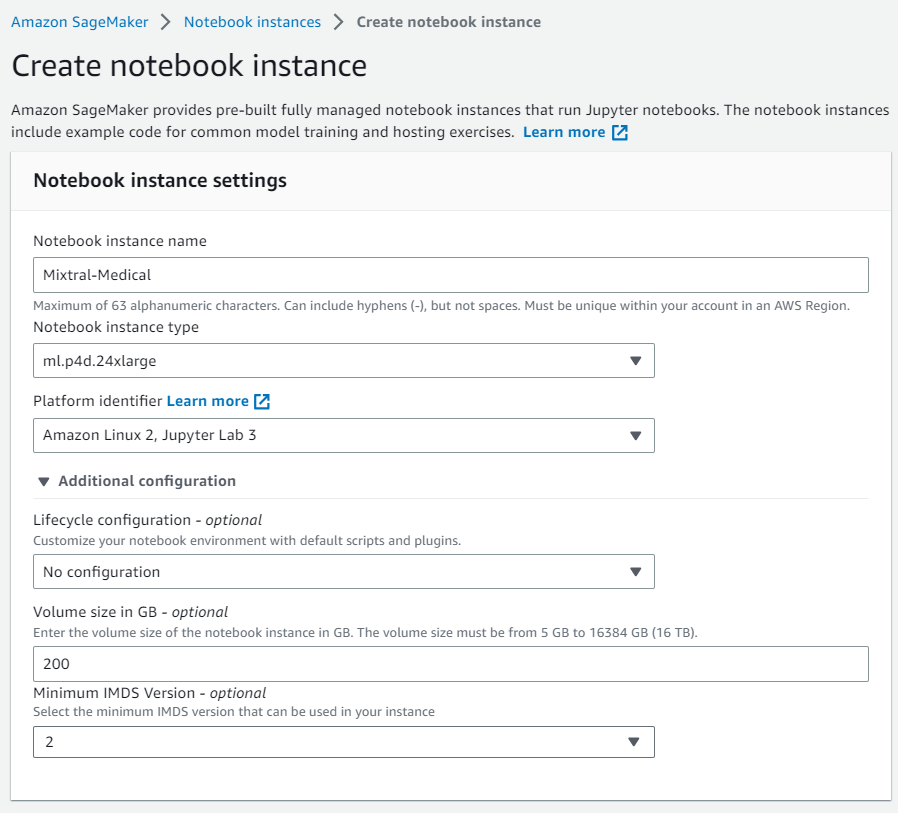 Amazon SageMaker > Notebook instances > Create notebook instance
Create notebook instance
Amazon SageMaker provides pre-built fully managed notebook instances that run Jupyter notebooks. The notebook instances
include example code for common model training and hosting exercises. Learn more
Notebook instance settings
Notebook instance name
Mixtral-Medical
Maximum of 63 alphanumeric characters. Can include hyphens (-), but not spaces. Must be unique within your account in an AWS Region.
Notebook instance type
ml.p4d.24xlarge
Platform identifier Learn more
Amazon Linux 2, Jupyter Lab 3
Additional configuration
Lifecycle configuration - optional
Customize your notebook environment with default scripts and plugins.
No configuration
Volume size in GB - optional
Enter the volume size of the notebook instance in GB. The volume size must be from 5 GB to 16384 GB (16 TB).
200
Minimum IMDS Version - optional
Select the minimum IMDS version that can be used in your instance
2